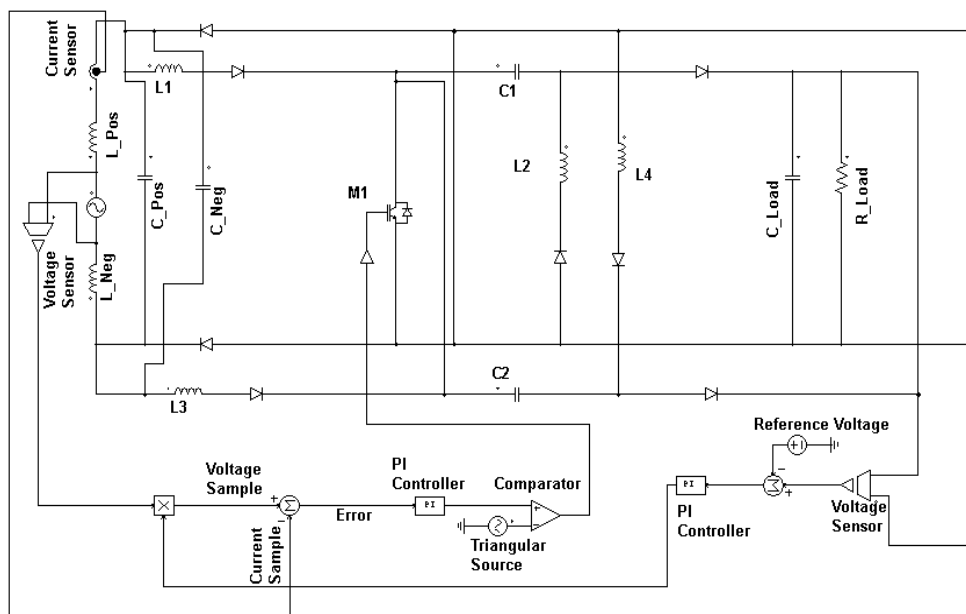 Current
Sensor
L_Pos
L_Neg
Voltage
Sensor
C_Pos
C_Neg
L1
L3
M1
C1
C2
L2
L4
C_Load
R_Load
Reference Voltage
+
-
Σ
+
Voltage
Sensor
PI
PI
Controller
Voltage
Sample
X
+
Σ
-
Current
Sample
Error
PI
Controller
PI
Comparator
+
-
Triangular
Source